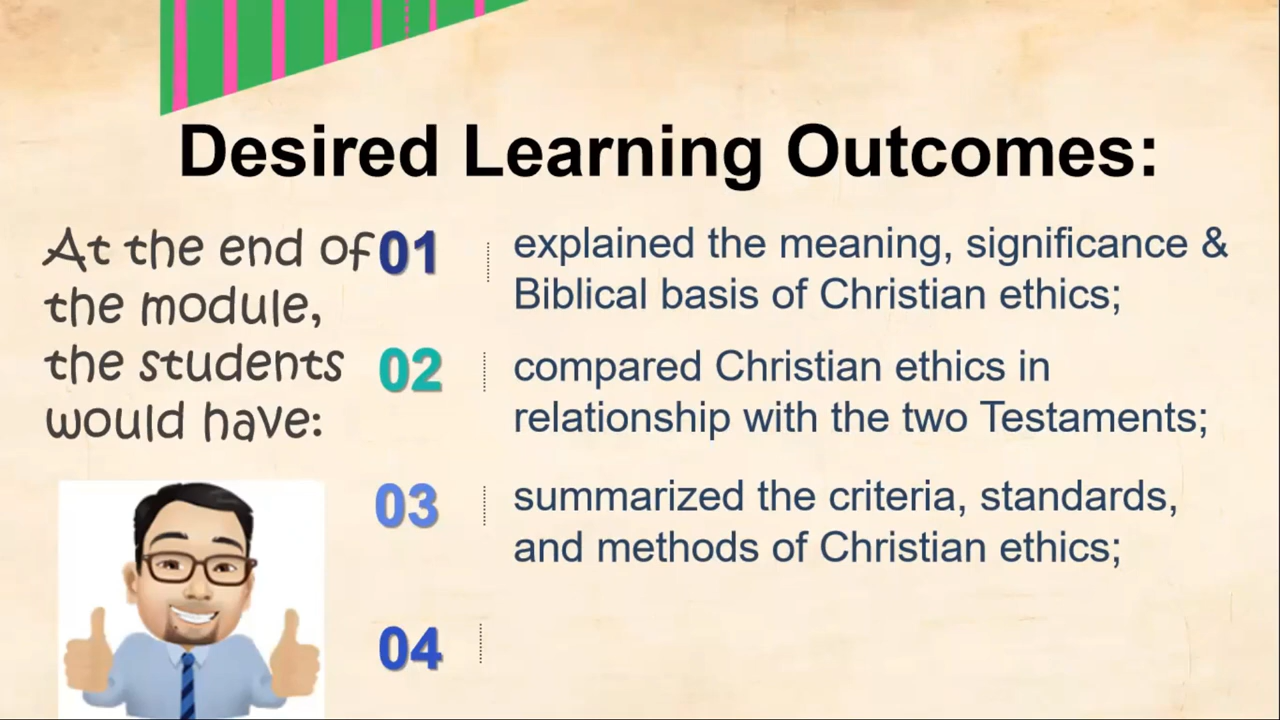 Desired Learning Outcomes:
At the end of
the module,
the students
would have:
01
explained the meaning, significance &
Biblical basis of Christian ethics;
02
compared Christian ethics in
relationship with the two Testaments;
03
summarized the criteria, standards,
and methods of Christian ethics;
04